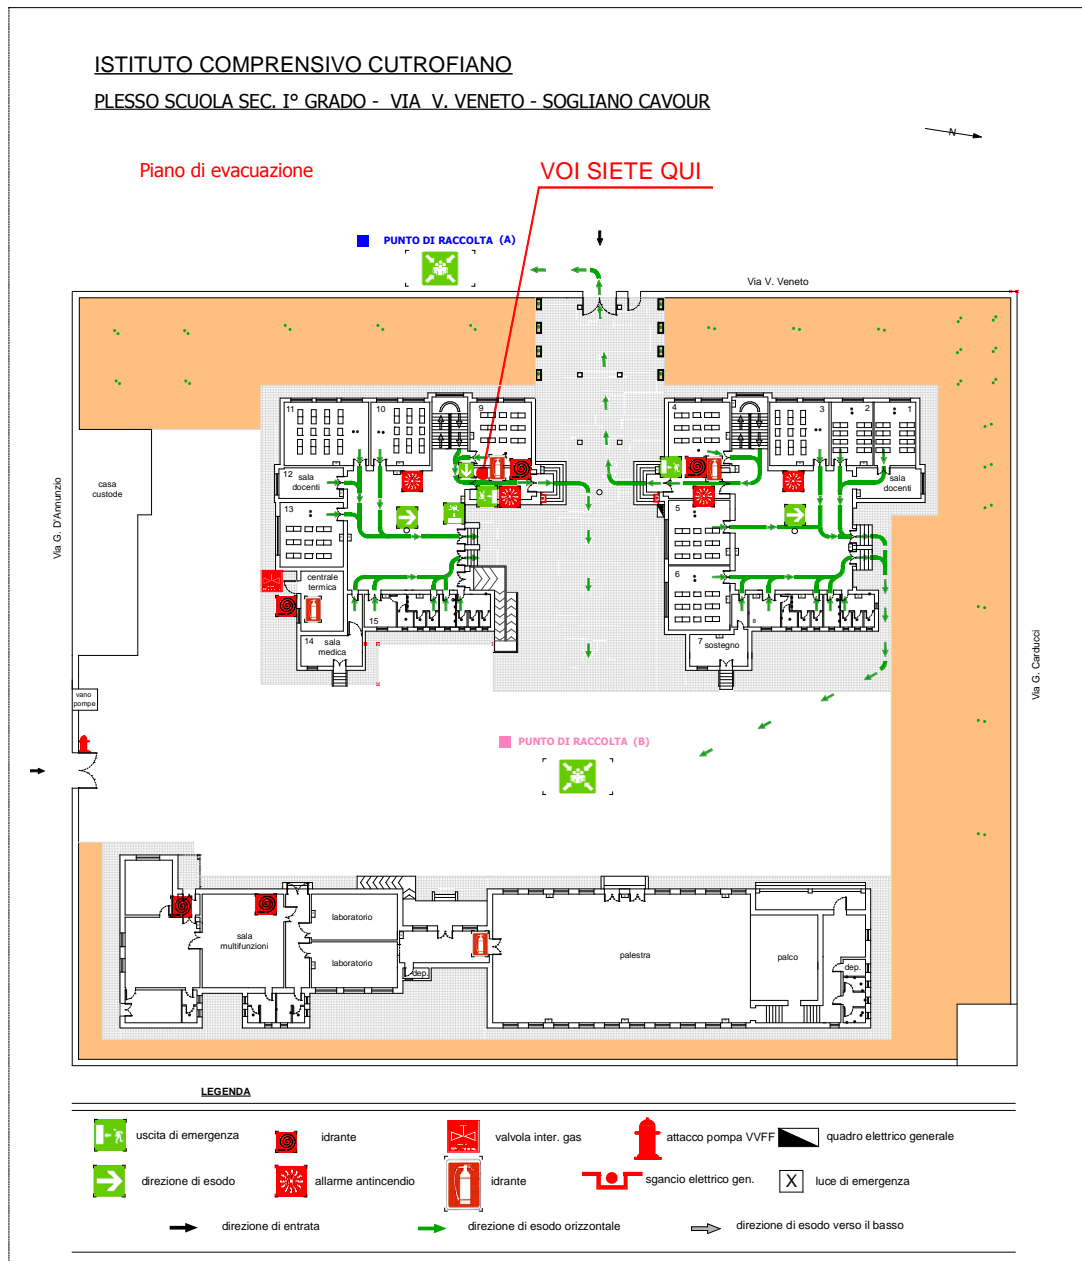 ISTITUTO COMPRENSIVO CUTROFIANO
PLESSO SCUOLA SEC. I° GRADO - VIA V. VENETO - SOGLIANO CAVOUR
N
Piano di evacuazione
VOI SIETE QUI
PUNTO DI RACCOLTA (A)
Via V. Veneto
11
10
9
4
3
2
1
12
sala
docenti
sala
docenti
casa
custode
Via G. D'Annunzio
13
5
6
centrale
termica
15
8
14
sala
medica
7
sostegno
Via G. Carducci
vano
pompe
PUNTO DI RACCOLTA (B)
sala
multifunzioni
laboratorio
laboratorio
dep.
palestra
palco
dep.
LEGENDA
uscita di emergenza
idrante
valvola inter. gas
attacco pompa VVFF
quadro elettrico generale
direzione di esodo
allarme antincendio
idrante
sgancio elettrico gen.
X
luce di emergenza
direzione di entrata
direzione di esodo orizzontale
direzione di esodo verso il basso